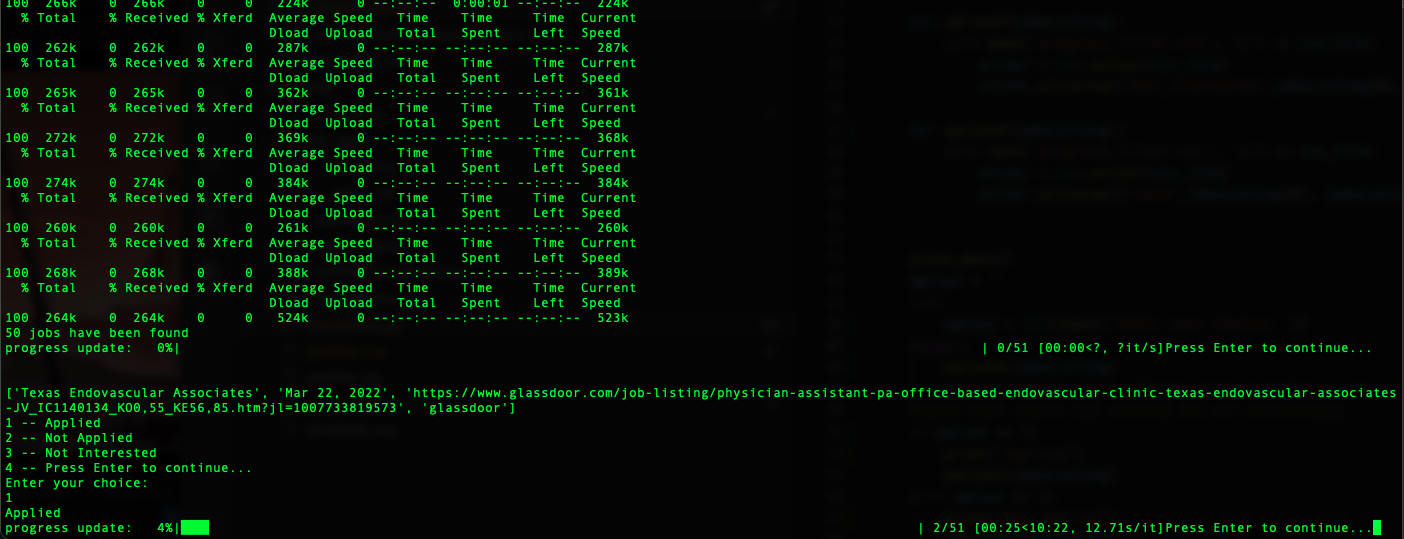 100  266k    0  266k    0     0   224k      0 --:--:--  0:00:01 --:--:--  224k
  % Total    % Received % Xferd  Average Speed   Time    Time     Time  Current
                                 Dload  Upload   Total   Spent    Left  Speed
100  262k    0  262k    0     0   287k      0 --:--:-- --:--:-- --:--:--  287k
  % Total    % Received % Xferd  Average Speed   Time    Time     Time  Current
                                 Dload  Upload   Total   Spent    Left  Speed
100  265k    0  265k    0     0   362k      0 --:--:-- --:--:-- --:--:--  361k
  % Total    % Received % Xferd  Average Speed   Time    Time     Time  Current
                                 Dload  Upload   Total   Spent    Left  Speed
100  272k    0  272k    0     0   369k      0 --:--:-- --:--:-- --:--:--  368k
  % Total    % Received % Xferd  Average Speed   Time    Time     Time  Current
                                 Dload  Upload   Total   Spent    Left  Speed
100  274k    0  274k    0     0   384k      0 --:--:-- --:--:-- --:--:--  384k
  % Total    % Received % Xferd  Average Speed   Time    Time     Time  Current
                                 Dload  Upload   Total   Spent    Left  Speed
100  260k    0  260k    0     0   261k      0 --:--:-- --:--:-- --:--:--  260k
  % Total    % Received % Xferd  Average Speed   Time    Time     Time  Current
                                 Dload  Upload   Total   Spent    Left  Speed
100  268k    0  268k    0     0   388k      0 --:--:-- --:--:-- --:--:--  389k
  % Total    % Received % Xferd  Average Speed   Time    Time     Time  Current
                                 Dload  Upload   Total   Spent    Left  Speed
100  264k    0  264k    0     0   524k      0 --:--:-- --:--:-- --:--:--  523k
50 jobs have been found
progress update:   0%| | 0/51 [00:00<?, ?it/s]Press Enter to continue...
['Texas Endovascular Associates', 'Mar 22, 2022', 'https://www.glassdoor.com/job-listing/physician-assistant-pa-office-based-endovascular-clinic-texas-endovascular-associates
-JV_IC1140134_KO0,55_KE56,85.htm?jl=1007733819573', 'glassdoor']
1 -- Applied
2 -- Not Applied
3 -- Not Interested
4 -- Press Enter to continue...
Enter your choice:
1
Applied
progress update:   4%| | 2/51 [00:25<10:22, 12.71s/it]Press Enter to continue...